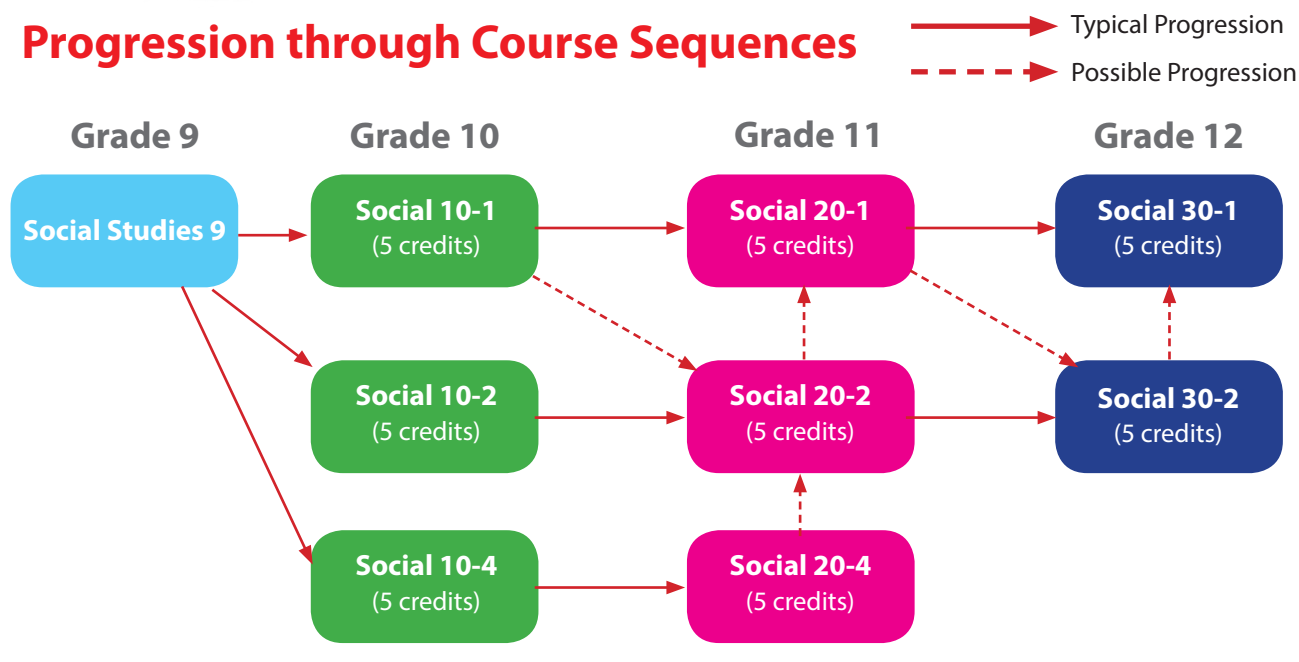 Progression through Course Sequences
Typical Progression
Possible Progression
Grade 9
Grade 10
Grade 11
Grade 12
Social Studies 9
Social 10-1
(5 credits)
Social 20-1
(5 credits)
Social 30-1
(5 credits)
Social 10-2
(5 credits)
Social 20-2
(5 credits)
Social 30-2
(5 credits)
Social 10-4
(5 credits)
Social 20-4
(5 credits)